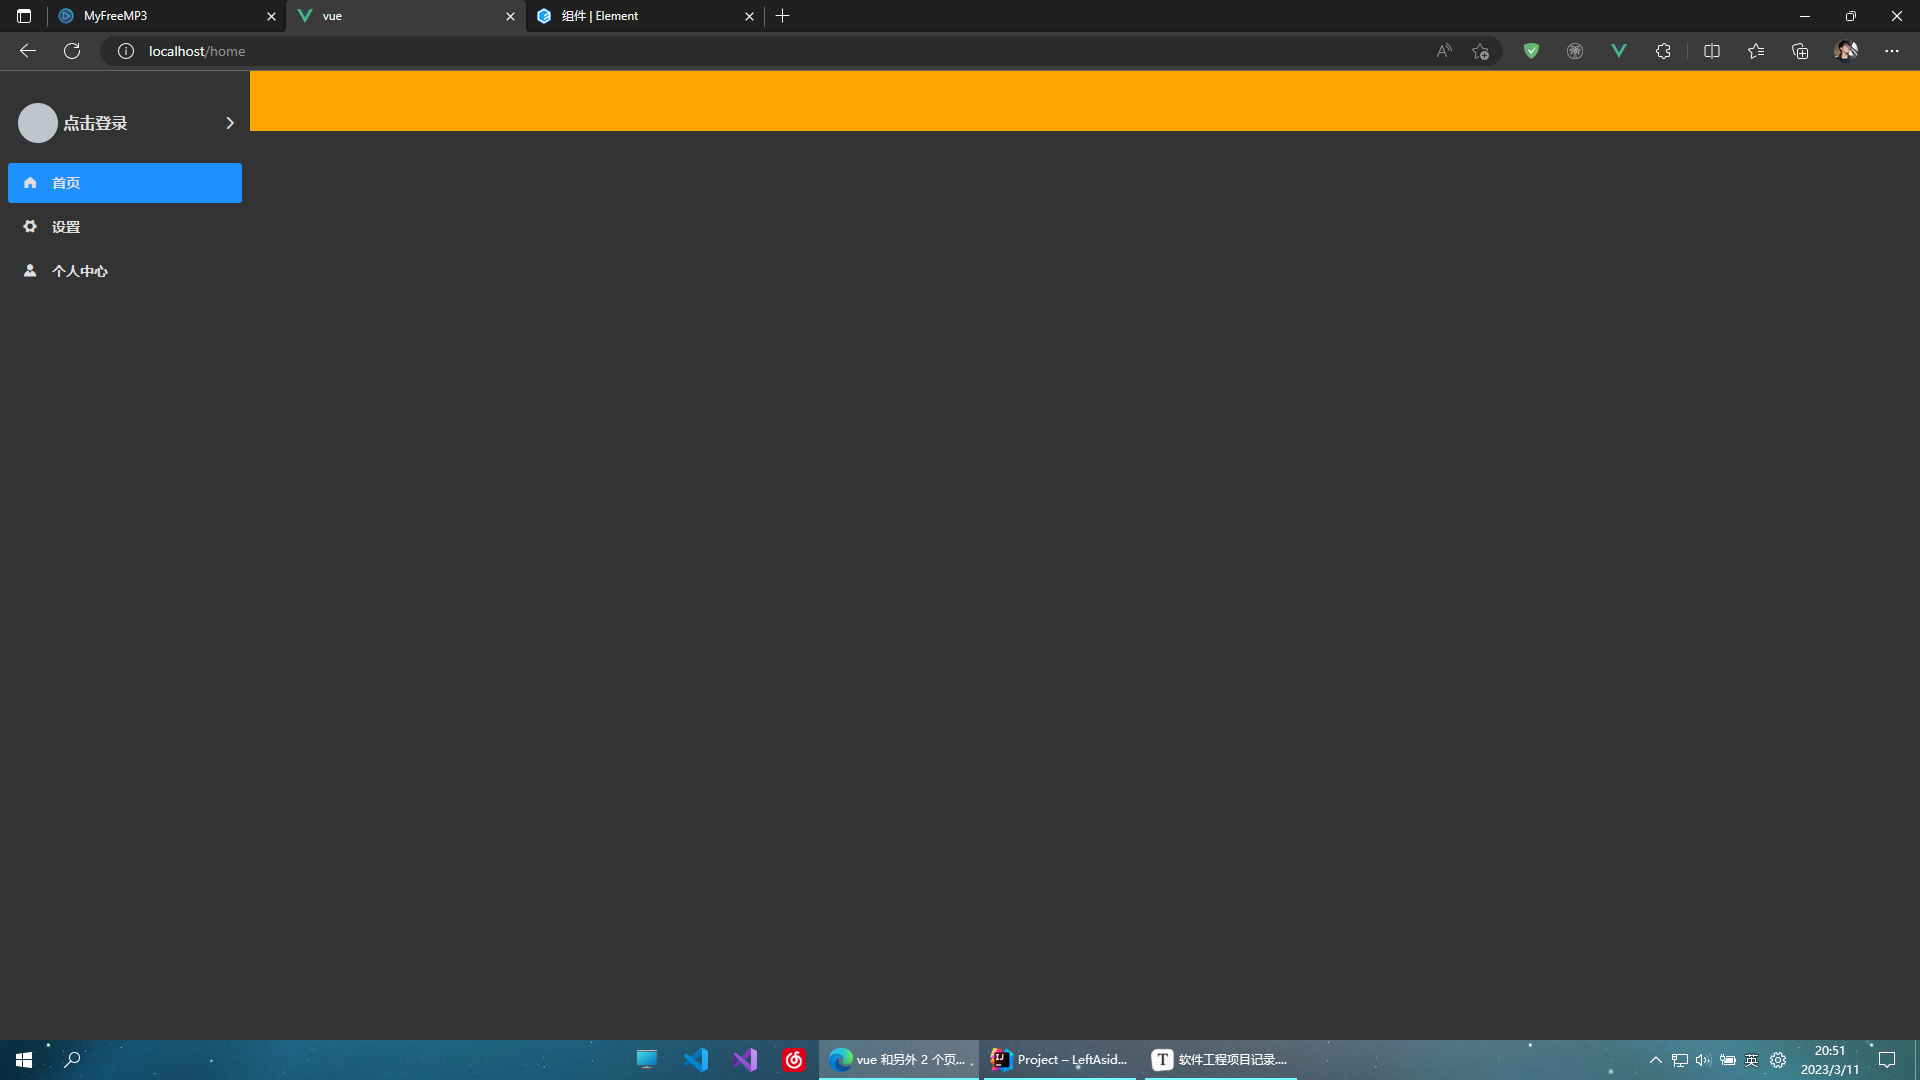 MyFreeMP3
vue
组件 | Element
localhost/home
点击登录
首页
设置
个人中心
vue 和另外 2 个页...
Project – LeftAsid...
软件工程项目记录....
英
20:51
2023/3/11